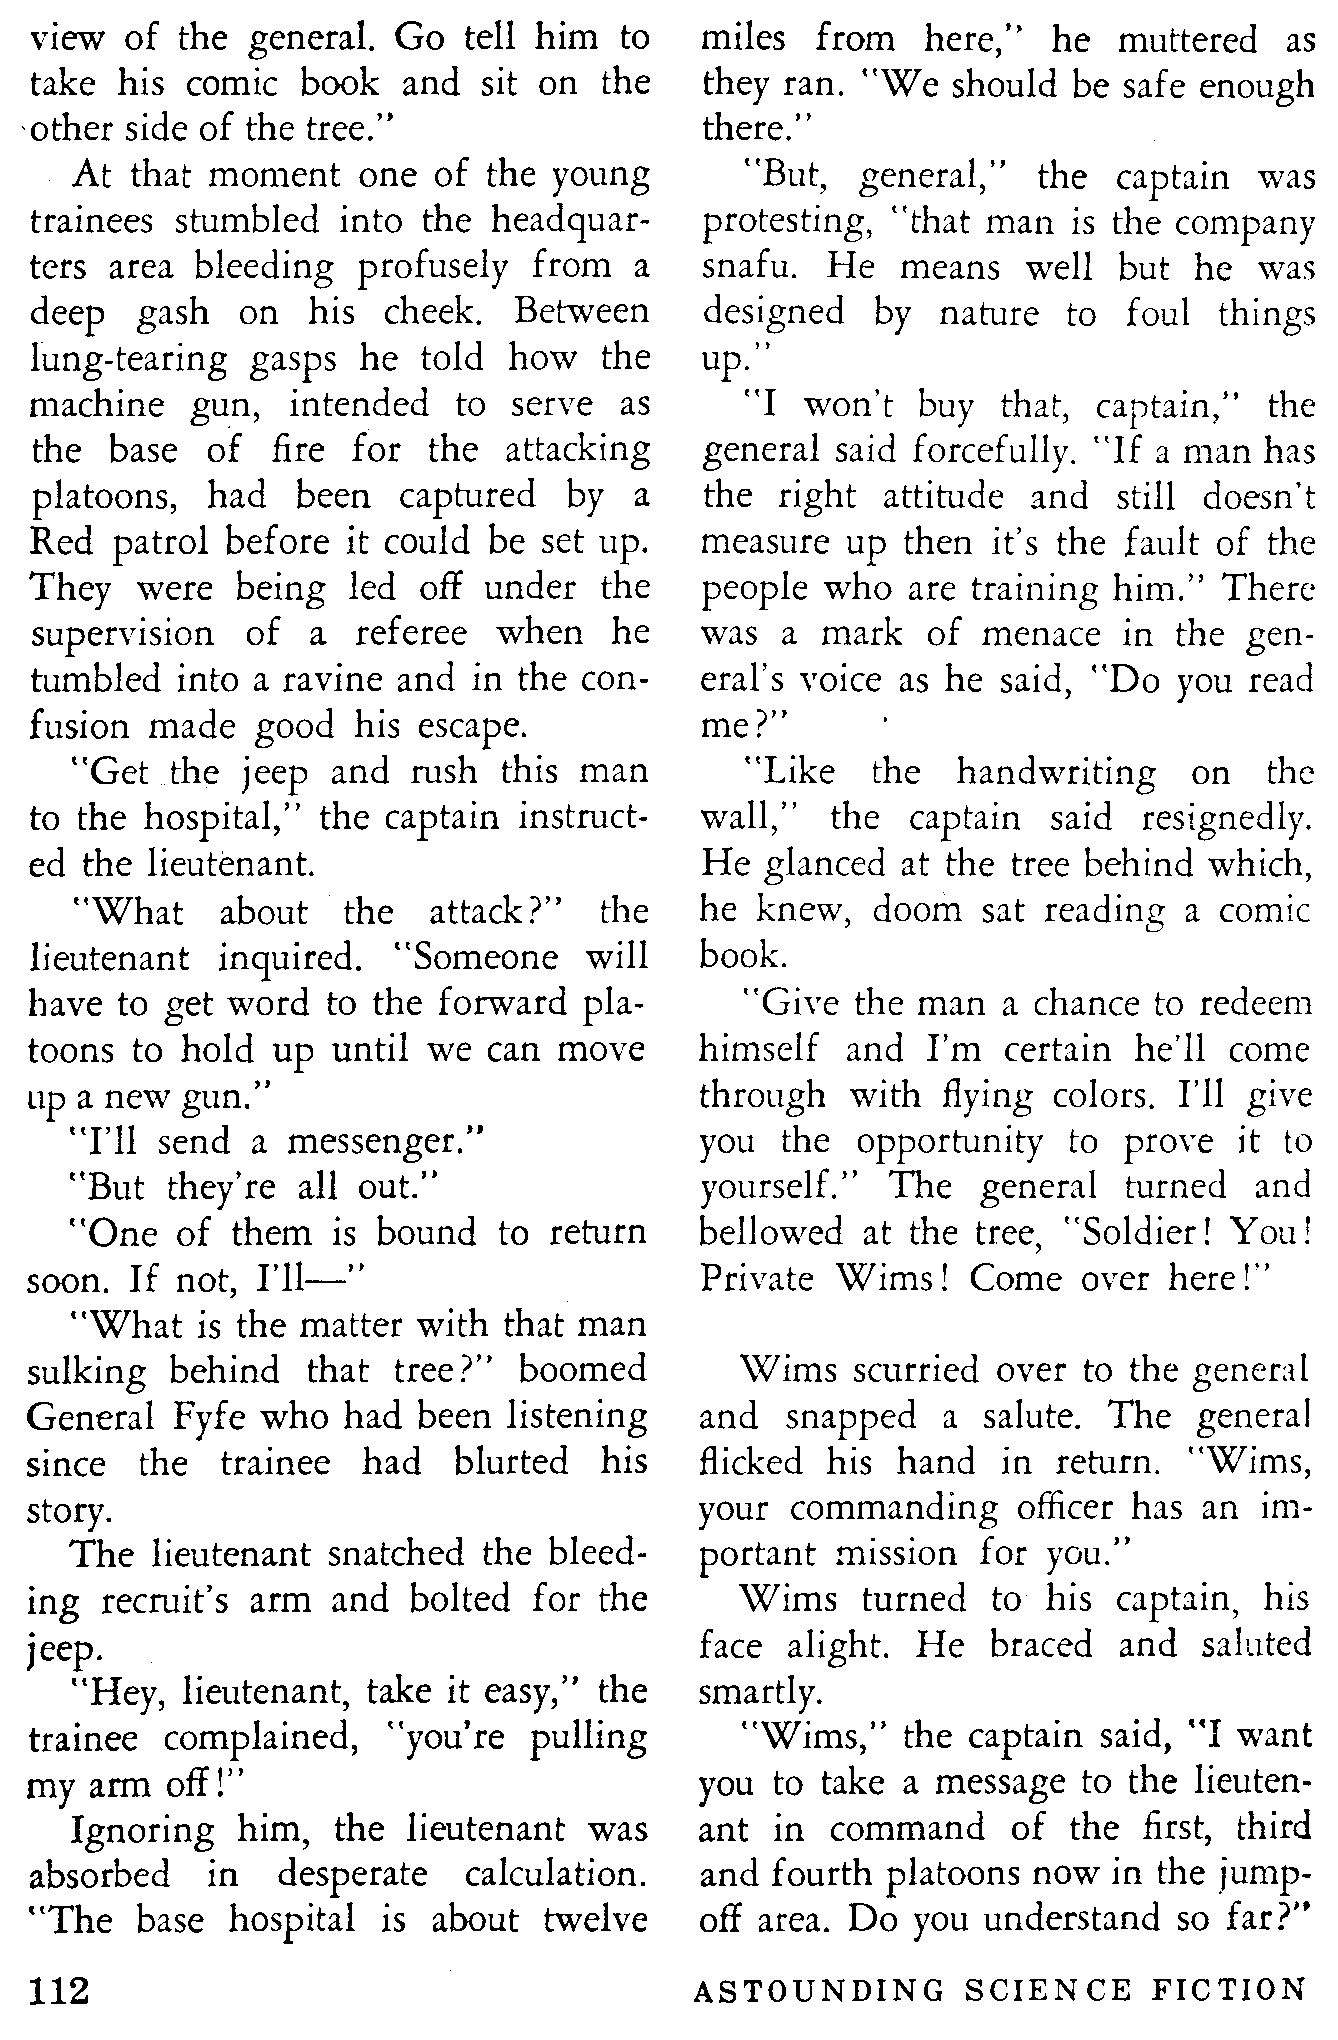 view of the general. Go tell him to
take his comic book and sit on the
other side of the tree."
At that moment one of the young
trainees stumbled into the headquar-
ters area bleeding profusely from a
deep gash on his cheek. Between
lung-tearing gasps he told how the
machine gun, intended to serve as
the base of fire for the attacking
platoons, had been captured by a
Red patrol before it could be set up.
They were being led off under the
supervision of a referee when he
tumbled into a ravine and in the con-
fusion made good his escape.
"Get the jeep and rush this man
to the hospital," the captain instruct-
ed the lieutenant.
"What about the attack?" the
lieutenant inquired. "Someone will
have to get word to the forward pla-
toons to hold up until we can move
up a new gun."
"I'll send a messenger."
"But they're all out."
"One of them is bound to return
soon. If not, I'll—"
"What is the matter with that man
sulking behind that tree?" boomed
General Fyfe who had been listening
since the trainee had blurted his
story.
The lieutenant snatched the bleed-
ing recruit's arm and bolted for the
jeep.
"Hey, lieutenant, take it easy," the
trainee complained, "you're pulling
my arm off!"
Ignoring him, the lieutenant was
absorbed in desperate calculation.
"The base hospital is about twelve
miles from here," he muttered as
they ran. "We should be safe enough
there."
"But, general," the captain was
protesting, "that man is the company
snafu. He means well but he was
designed by nature to foul things
up."
"I won't buy that, captain," the
general said forcefully. "If a man has
the right attitude and still doesn't
measure up then it's the fault of the
people who are training him." There
was a mark of menace in the gen-
eral's voice as he said, "Do you read
me?"
"Like the handwriting on the
wall," the captain said resignedly.
He glanced at the tree behind which,
he knew, doom sat reading a comic
book.
"Give the man a chance to redeem
himself and I'm certain he'll come
through with flying colors. I'll give
you the opportunity to prove it to
yourself." The general turned and
bellowed at the tree, "Soldier! You!
Private Wims! Come over here!"
Wims scurried over to the general
and snapped a salute. The general
flicked his hand in return. "Wims,
your commanding officer has an im-
portant mission for you."
Wims turned to his captain, his
face alight. He braced and saluted
smartly.
"Wims," the captain said, "I want
you to take a message to the lieuten-
ant in command of the first, third
and fourth platoons now in the jump-
off area. Do you understand so far?"
112
ASTOUNDING SCIENCE FICTION